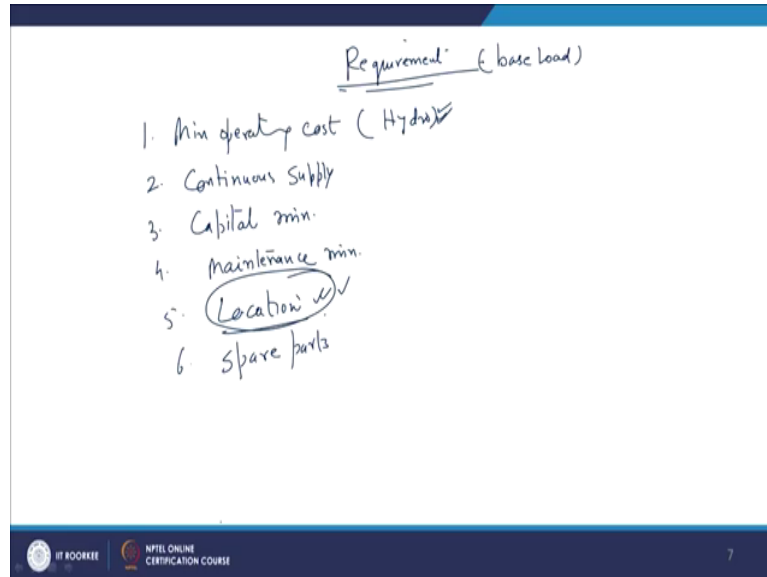 Requirement (base load)
1. Min operating cost (Hydro)
2. Continuous Supply
3. Capital min.
4. Maintenance min.
5. Location
6. Spare parts
IIT ROORKEE
NPTEL ONLINE
CERTIFICATION COURSE
7